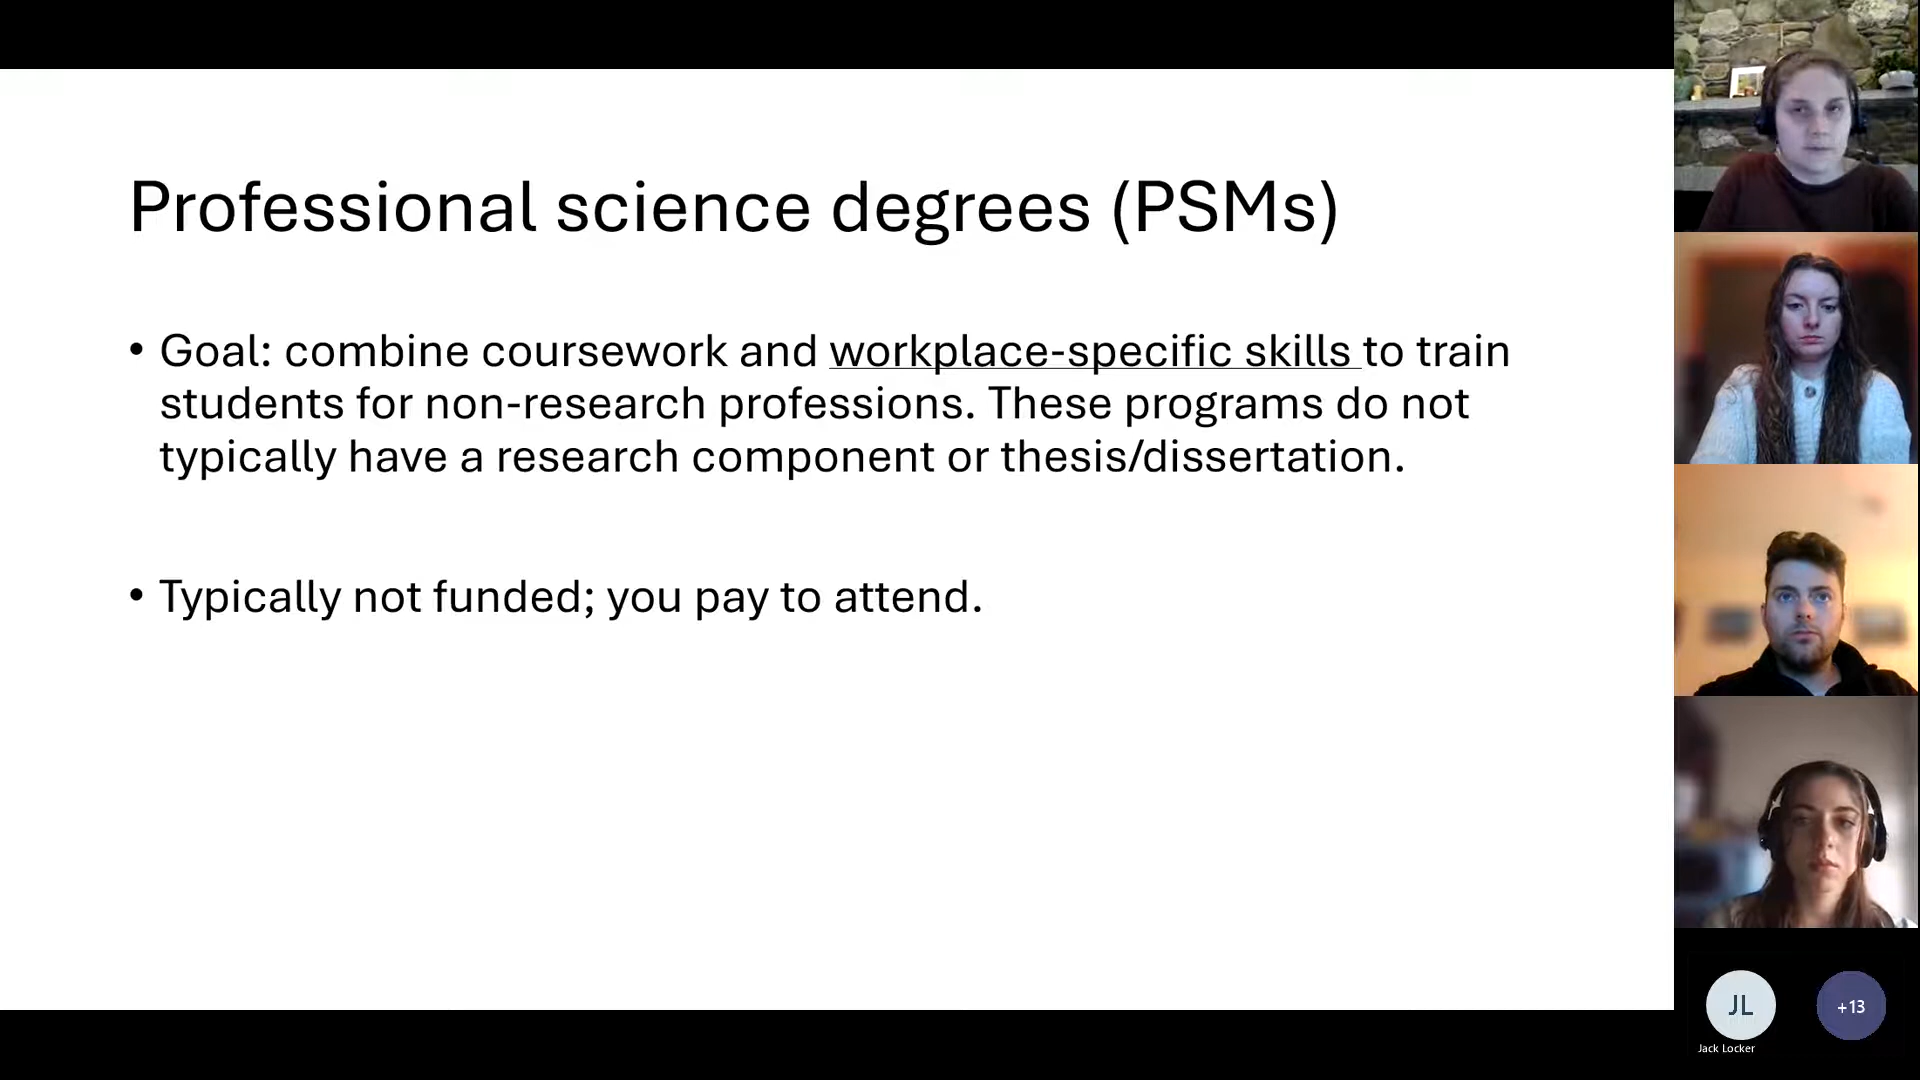 Professional science degrees (PSMs)
• Goal: combine coursework and workplace-specific skills to train
students for non-research professions. These programs do not
typically have a research component or thesis/dissertation.
• Typically not funded; you pay to attend.
JL
+13
Jack Locker